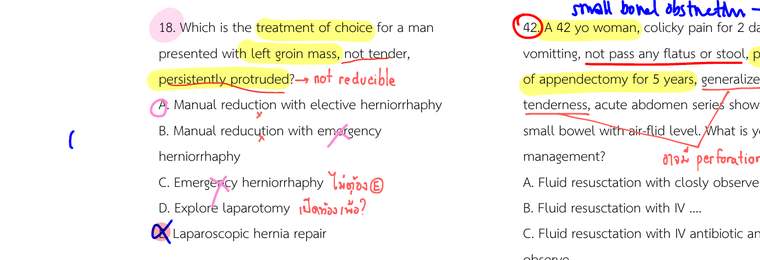 18. Which is the treatment of choice for a man
presented with left groin mass, not tender,
persistently protruded? → not reducible
A. Manual reduction with elective herniorrhaphy
B. Manual reducution with emergency
herniorrhaphy
C. Emergency herniorrhaphy ไม่ต้อง E
D. Explore laparotomy เปิดท้องเพื่อ?
Laparoscopic hernia repair
small bowel obstruction
42. A 42 yo woman, colicky pain for 2 da
vomitting, not pass any flatus or stool, p
of appendectomy for 5 years, generalize
tenderness, acute abdomen series show
small bowel with air-flid level. What is y
management? อาจมี perforation
A. Fluid resusctation with closly observe
B. Fluid resusctation with IV ....
C. Fluid resusctation with IV antibiotic an
observe